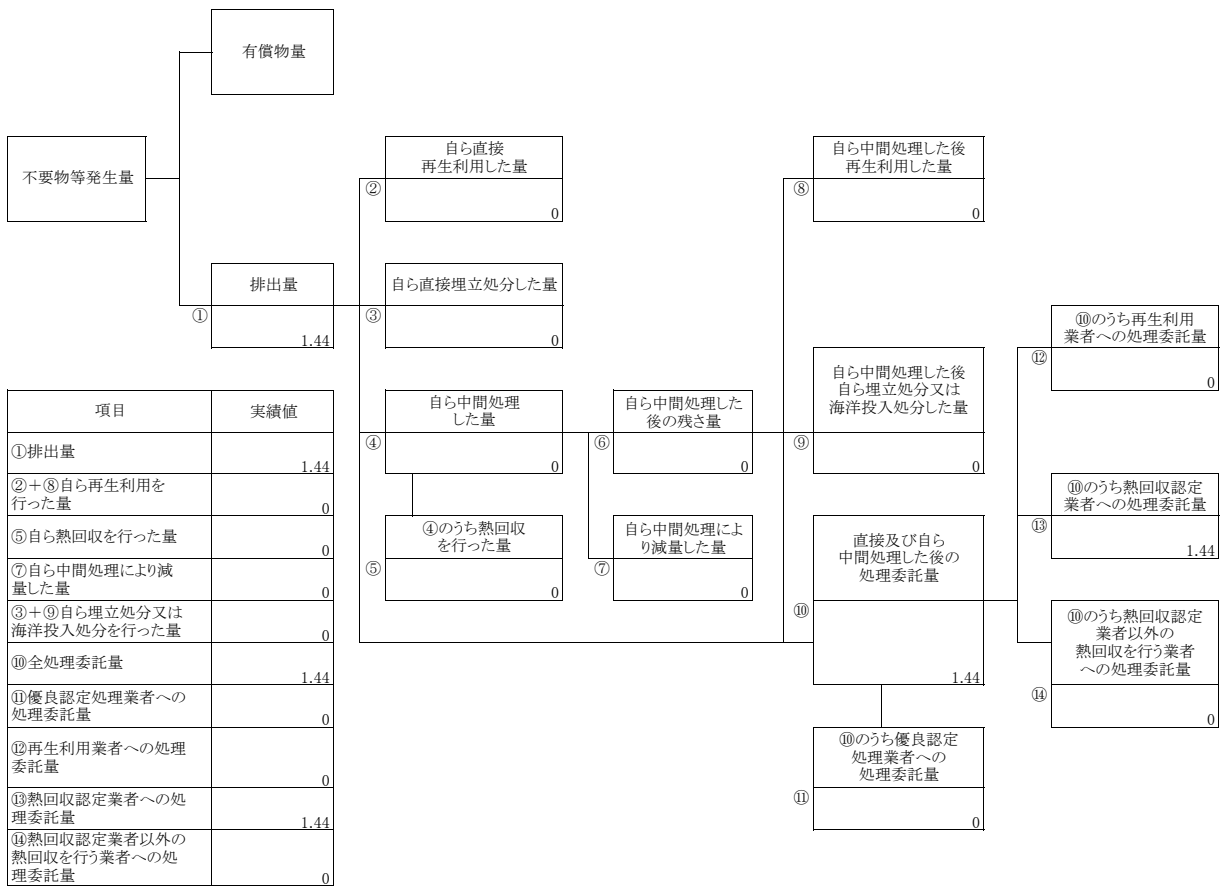 有償物量
不要物等発生量
自ら直接
再生利用した量
②
0
自ら中間処理した後
再生利用した量
⑧
0
排出量
①
1.44
自ら直接埋立処分した量
③
0
⑩のうち再生利用
業者への処理委託量
⑫
0
自ら中間処理
した量
④
0
自ら中間処理した
後の残さ量
⑥
0
自ら中間処理した後
自ら埋立処分又は
海洋投入処分した量
⑨
0
④のうち熱回収
を行った量
⑤
0
自ら中間処理によ
り減量した量
⑦
0
直接及び自ら
中間処理した後の
処理委託量
⑩
1.44
⑩のうち熱回収認定
業者への処理委託量
⑬
1.44
⑩のうち熱回収認定
業者以外の
熱回収を行う業者
への処理委託量
⑭
0
⑩のうち優良認定
処理業者への
処理委託量
⑪
0
項目 実績値
①排出量
1.44
②+⑧自ら再生利用を
行った量
0
⑤自ら熱回収を行った量
0
⑦自ら中間処理により減
量した量
0
③+⑨自ら埋立処分又は
海洋投入処分を行った量
0
⑩全処理委託量
1.44
⑪優良認定処理業者への
処理委託量
0
⑫再生利用業者への処理
委託量
0
⑬熱回収認定業者への処
理委託量
1.44
⑭熱回収認定業者以外の
熱回収を行う業者への処
理委託量
0